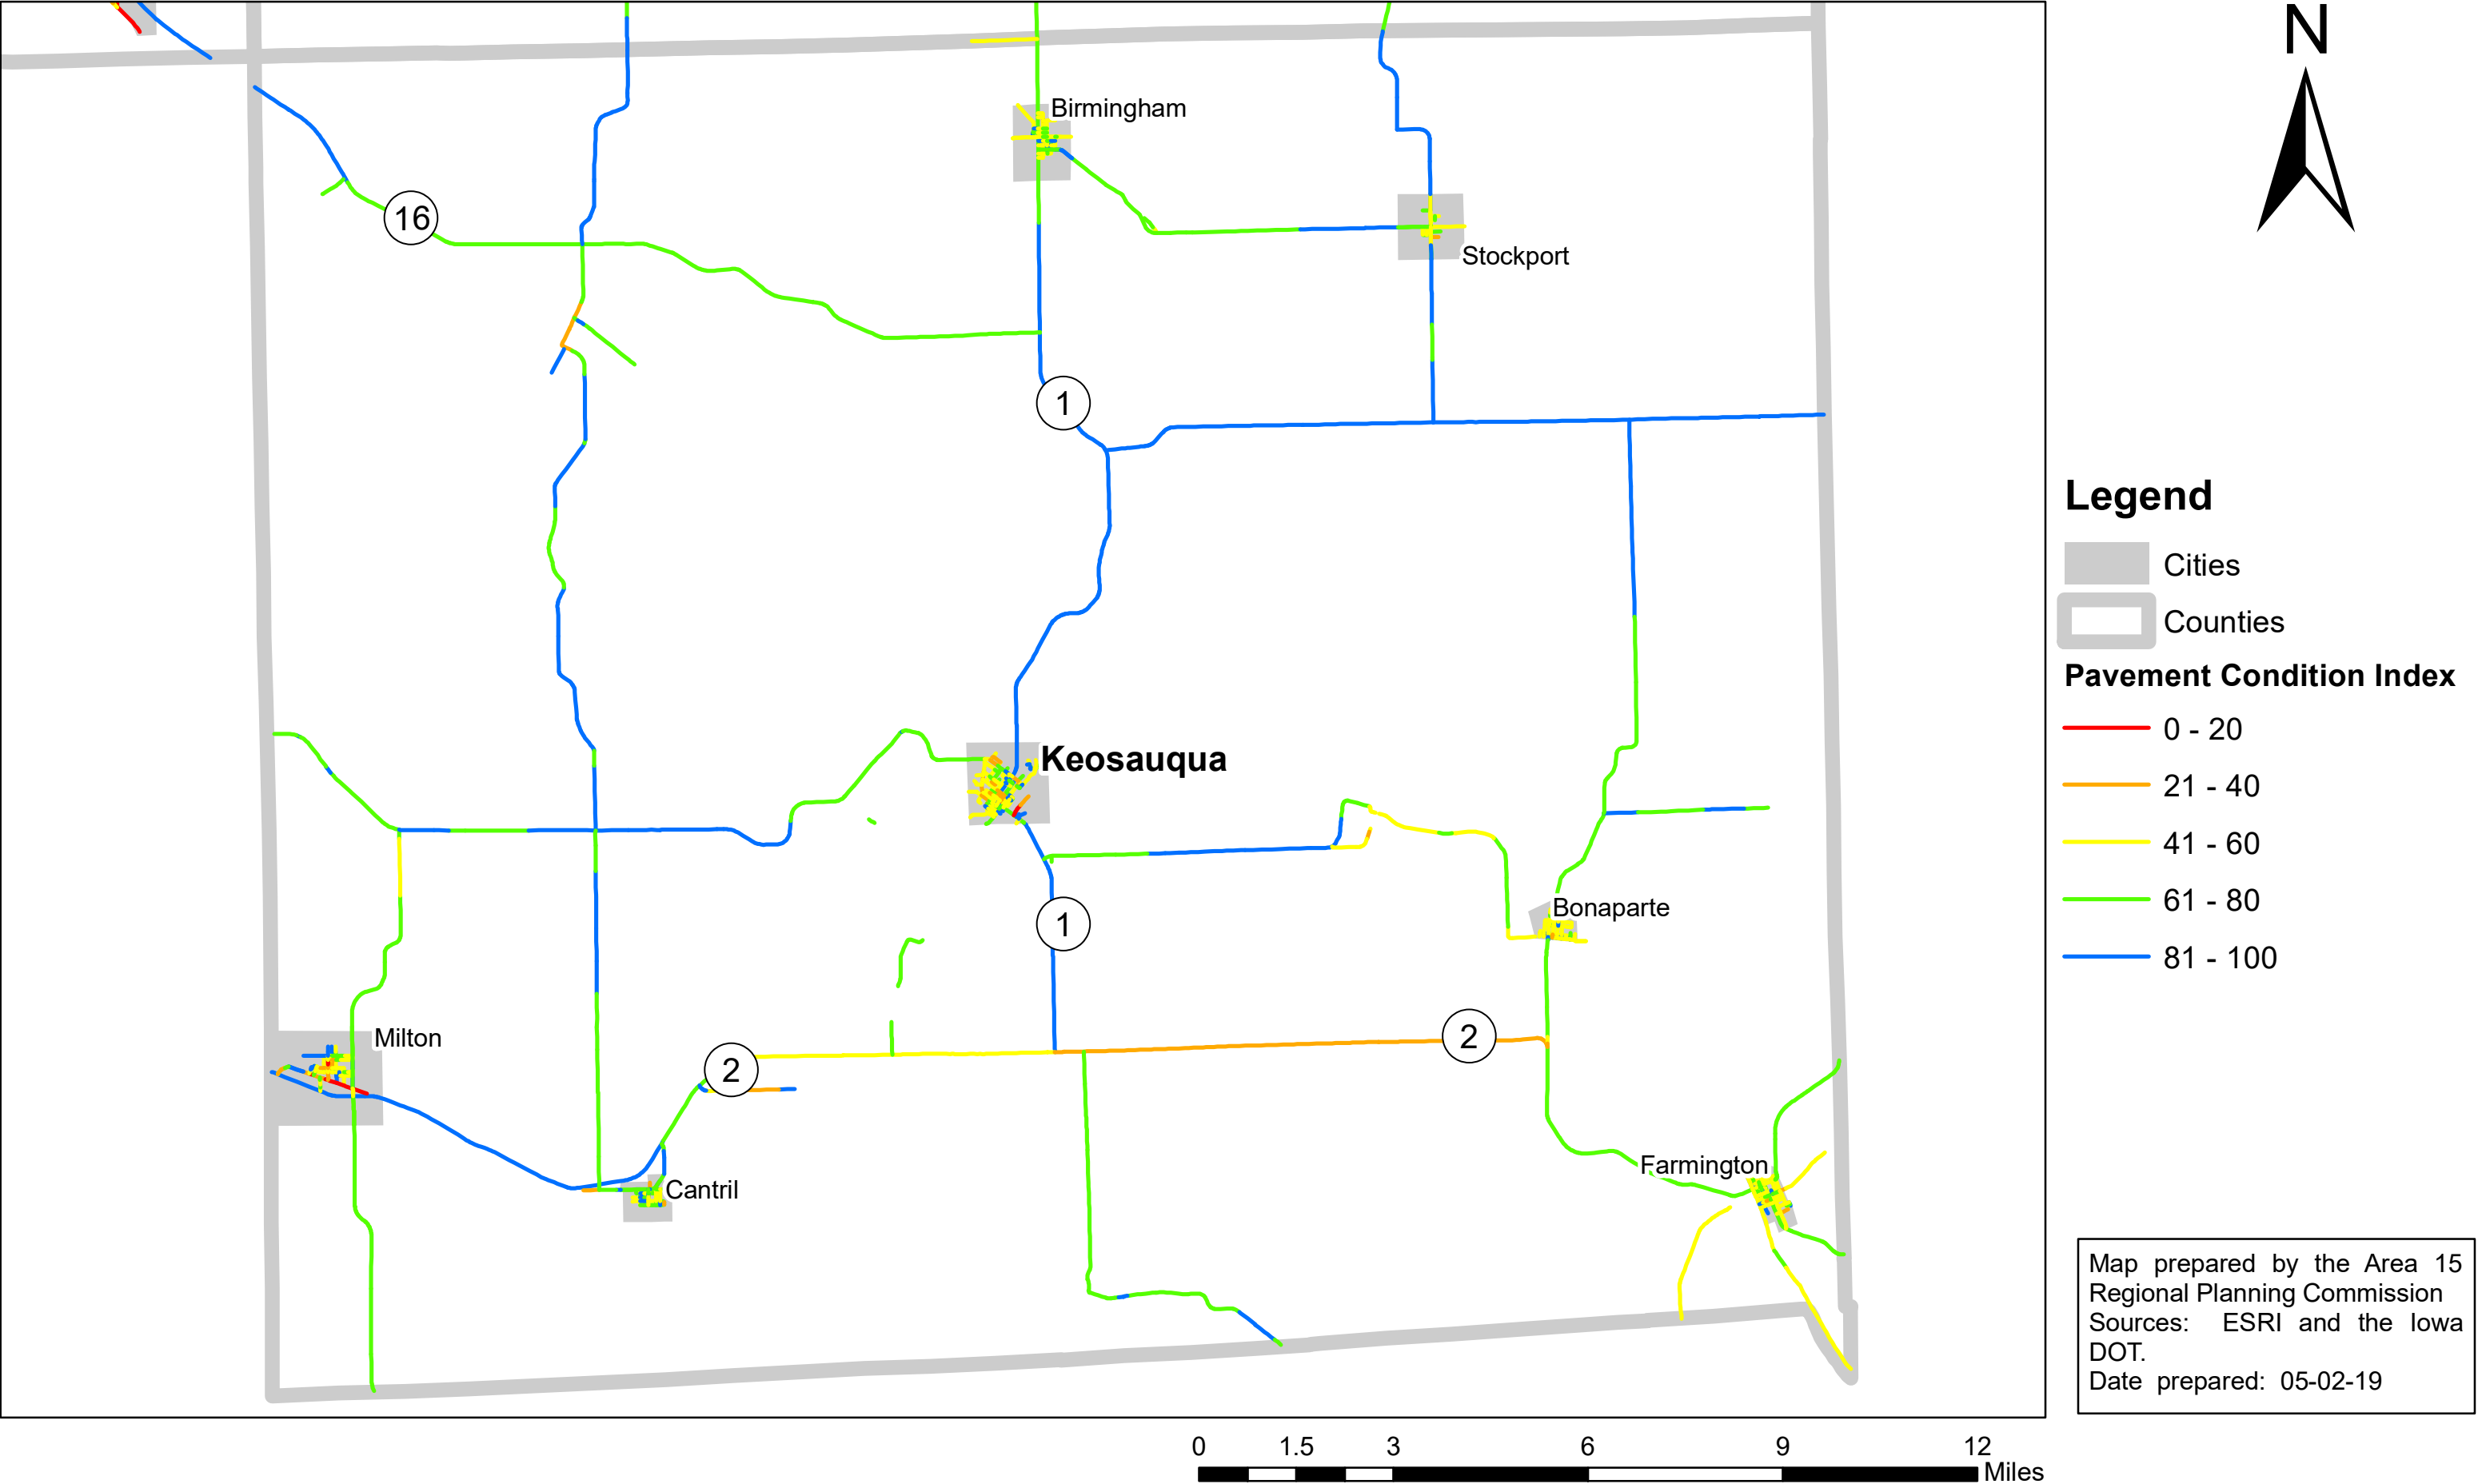 N
Birmingham
16
Stockport
1
Legend
Cities
Counties
Pavement Condition Index
0 - 20
21 - 40
41 - 60
61 - 80
81 - 100
Keosauqua
Bonaparte
1
Milton
2
2
Farmington
Cantril
Map prepared by the Area 15
Regional Planning Commission
Sources: ESRI and the Iowa
DOT.
Date prepared: 05-02-19
0 1.5 3 6 9 12
Miles